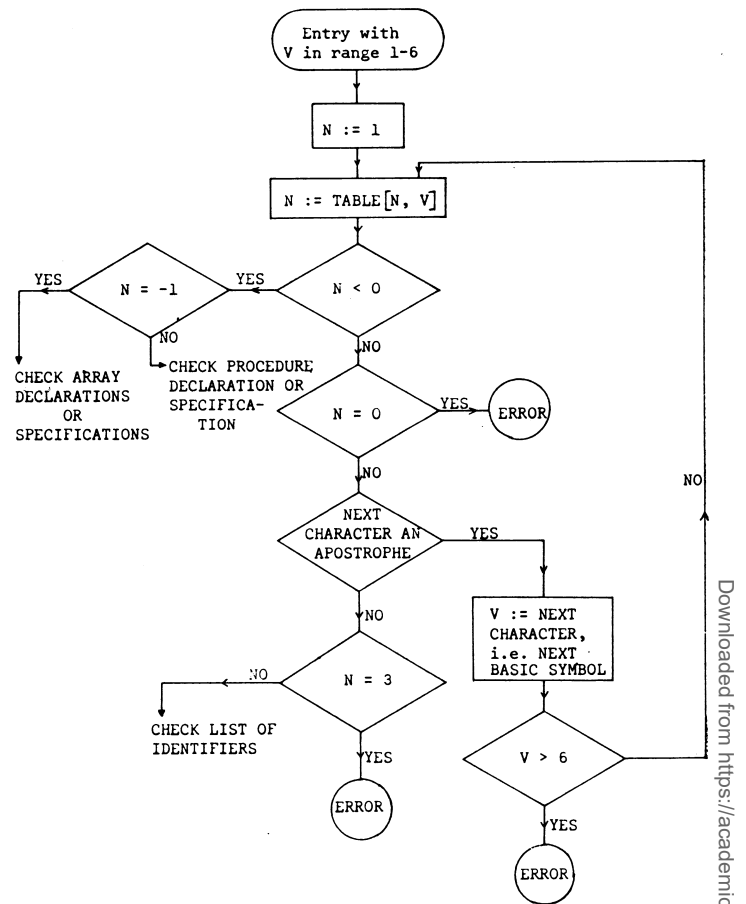 Entry with
V in range 1-6
N := 1
N := TABLE[N, V]
YES
N = -1
YES
N < 0
NO
NO
CHECK ARRAY
DECLARATIONS
OR
SPECIFICATIONS
CHECK PROCEDURE
DECLARATION OR
SPECIFICA-
TION
N = 0
YES
ERROR
NO
NO
NEXT
CHARACTER AN
APOSTROPHE
YES
NO
V := NEXT
CHARACTER,
i.e. NEXT
BASIC SYMBOL
NO
N = 3
CHECK LIST OF
IDENTIFIERS
YES
ERROR
V > 6
YES
ERROR
Downloaded from https://academic